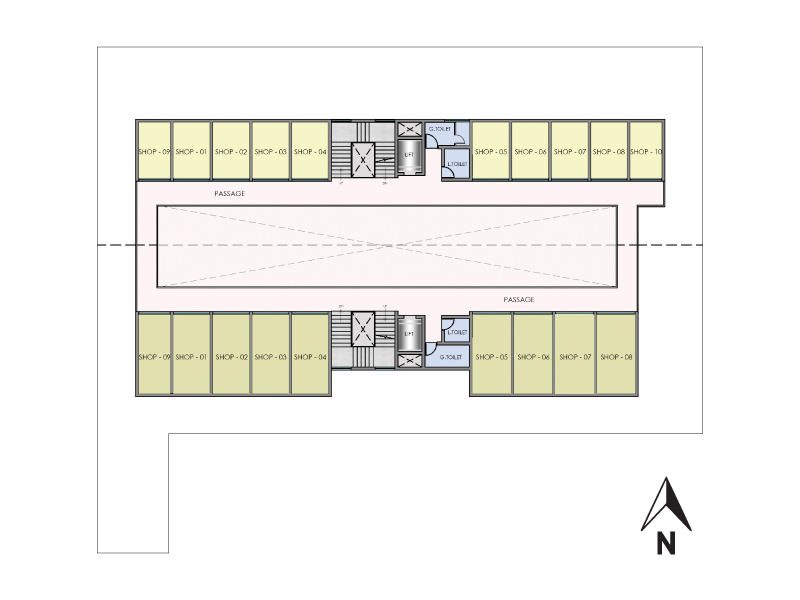 G.TOILET
SHOP - 09 SHOP - 01 SHOP - 02 SHOP - 03 SHOP - 04 LIFT L.TOILET SHOP - 05 SHOP - 06 SHOP - 07 SHOP - 08 SHOP - 10
PASSAGE
PASSAGE
LIFT L.TOILET
SHOP - 09 SHOP - 01 SHOP - 02 SHOP - 03 SHOP - 04 G.TOILET SHOP - 05 SHOP - 06 SHOP - 07 SHOP - 08
N